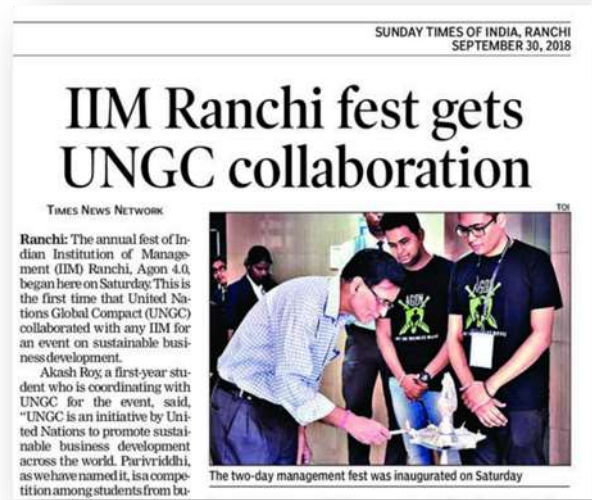 SUNDAY TIMES OF INDIA, RANCHI
SEPTEMBER 30, 2018
IIM Ranchi fest gets
UNGC collaboration
TIMES NEWS NETWORK
TOI
Ranchi: The annual fest of In-
dian Institution of Manage-
ment (IIM) Ranchi, Agon 4.0,
began here on Saturday. This is
the first time that United Na-
tions Global Compact (UNGC)
collaborated with any IIM for
an event on sustainable busi-
ness development.
Akash Roy, a first-year stu-
dent who is coordinating with
UNGC for the event, said,
"UNGC is an initiative by Uni-
ted Nations to promote sustai-
nable business development
across the world. Parivriddhi,
as we have named it, is a compe-
tition among students from bu-
AGON
AGON
The two-day management fest was inaugurated on Saturday